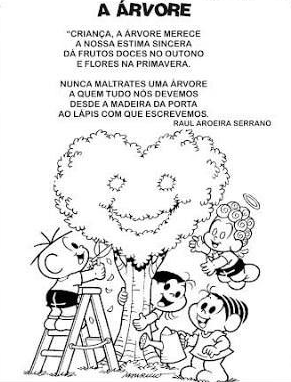 A ÁRVORE
“CRIANÇA, A ÁRVORE MERECE
A NOSSA ESTIMA SINCERA
DÁ FRUTOS DOCES NO OUTONO
E FLORES NA PRIMAVERA.
NUNCA MALTRATES UMA ÁRVORE
A QUEM TUDO NÓS DEVEMOS
DESDE A MADEIRA DA PORTA
AO LÁPIS COM QUE ESCREVEMOS.
RAUL AROEIRA SERRANO